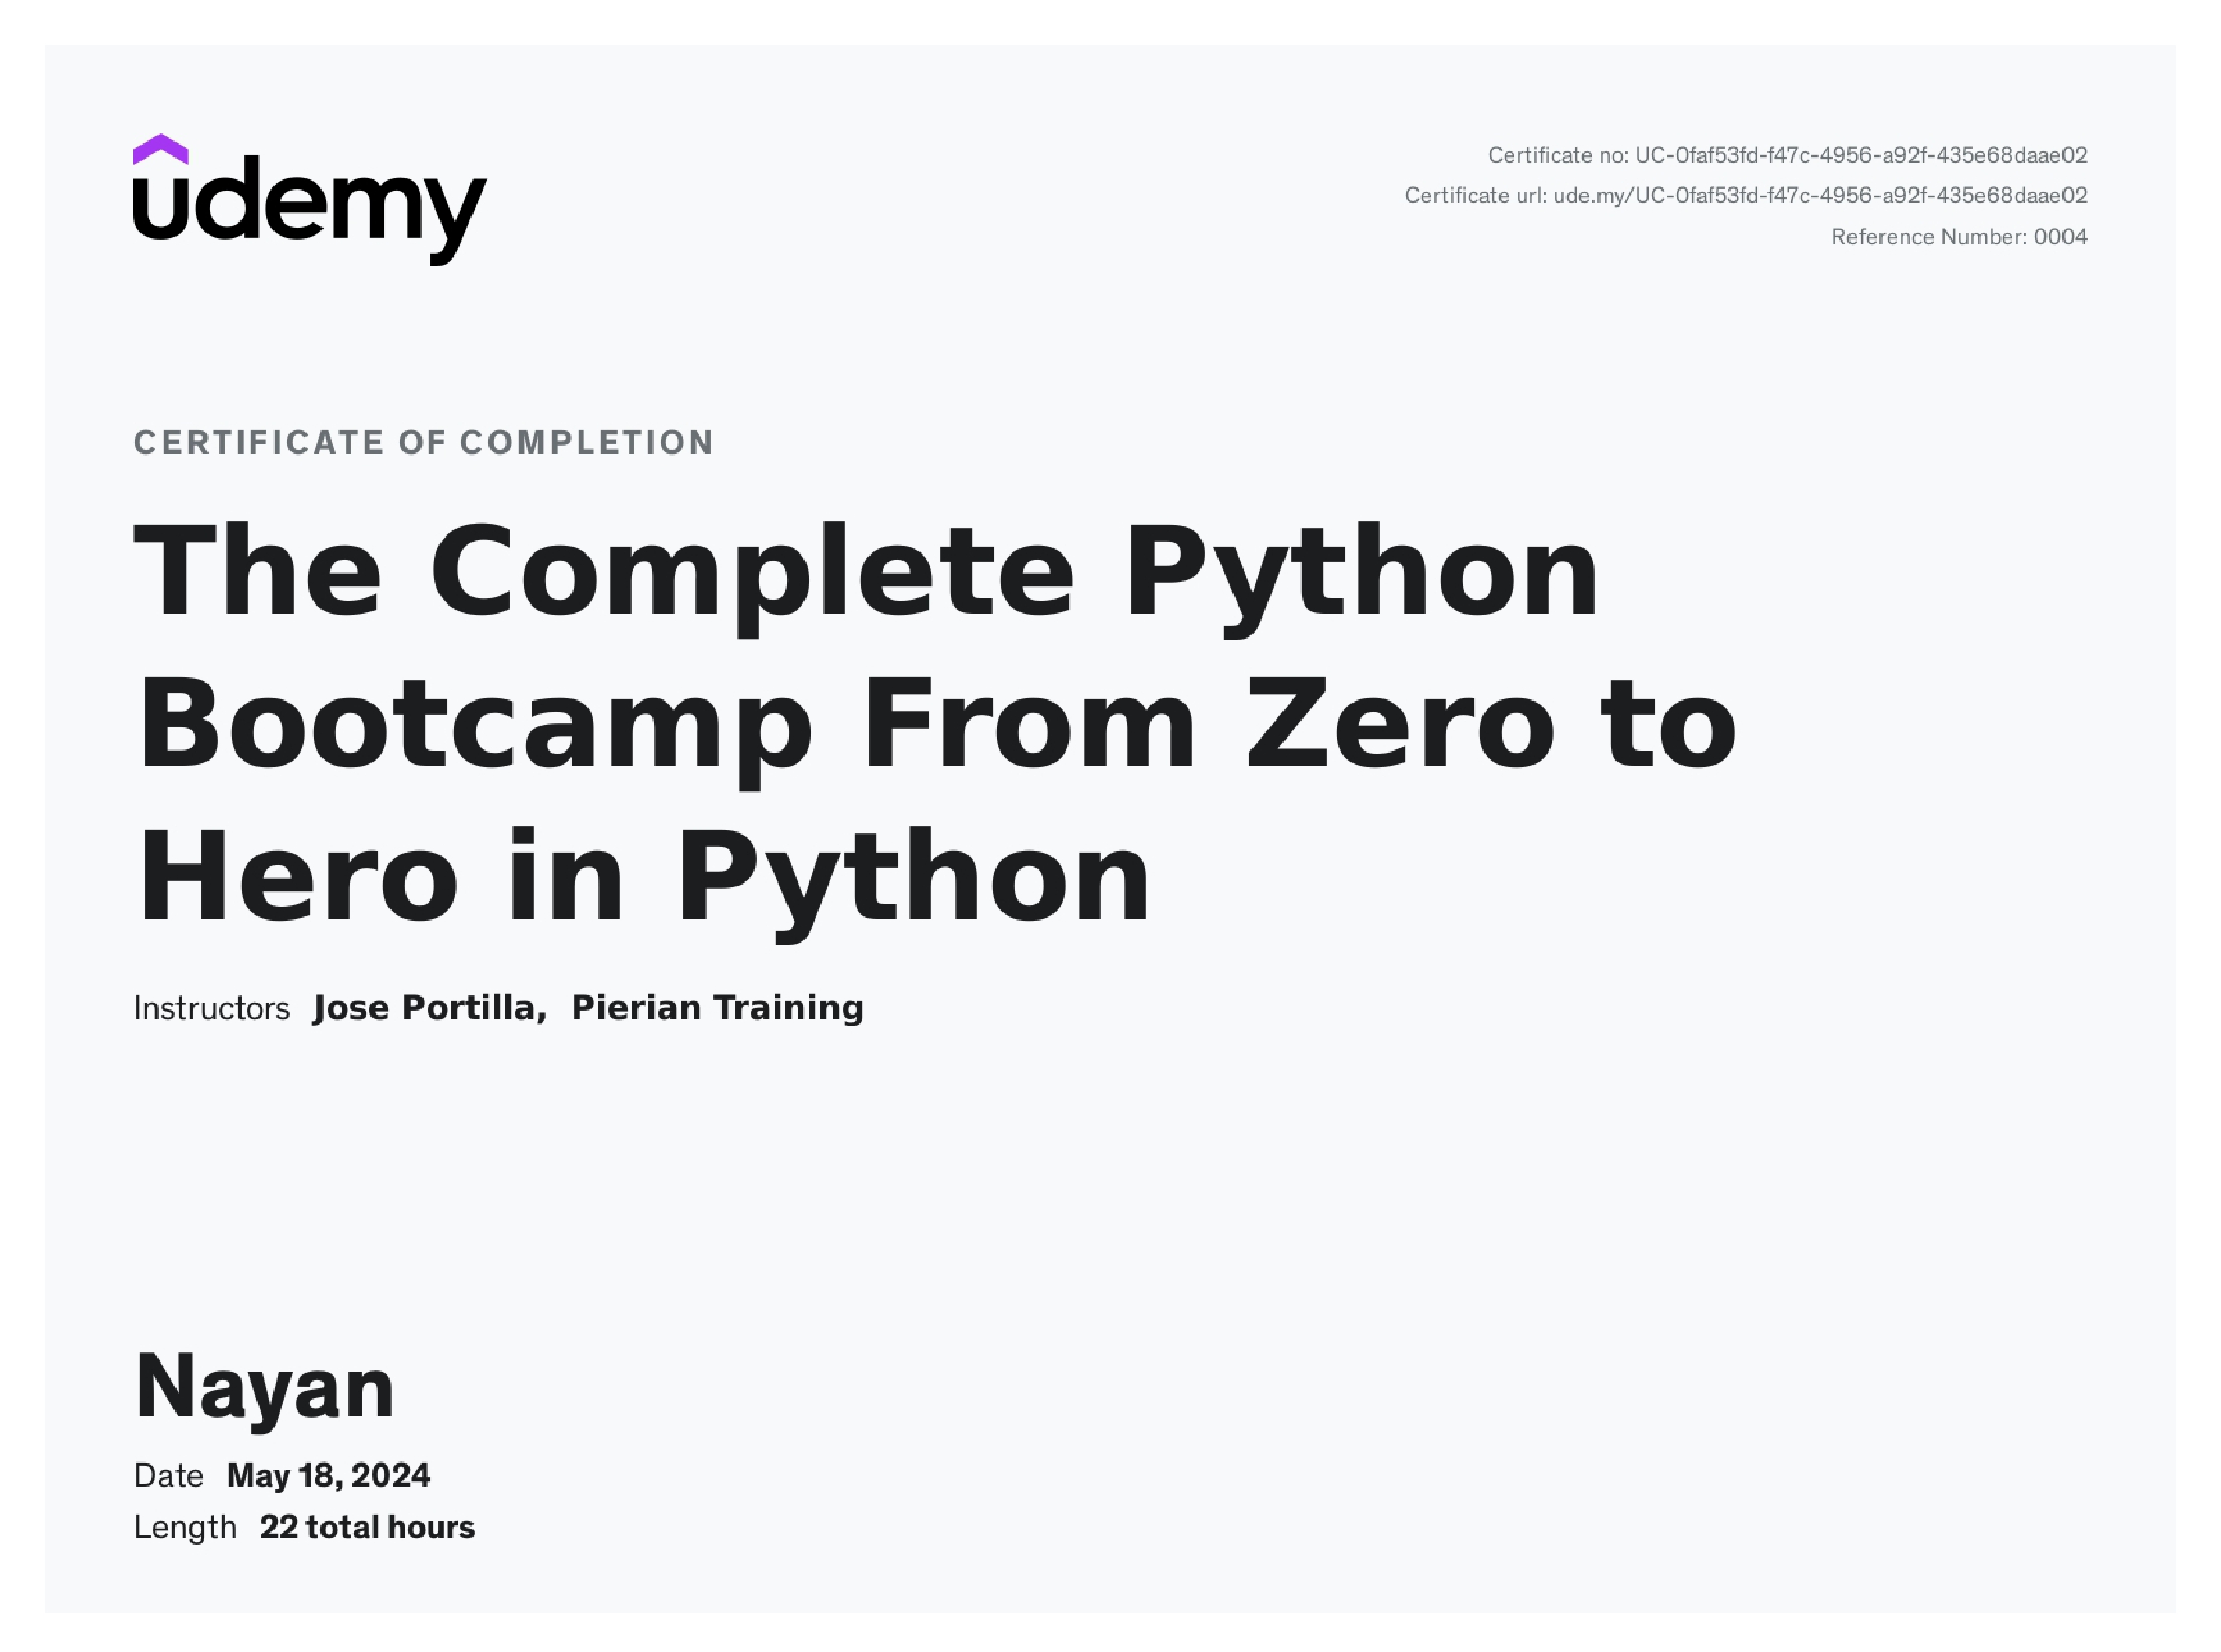 udemy
Certificate no: UC-0faf53fd-f47c-4956-a92f-435e68daae02
Certificate url: ude.my/UC-0faf53fd-f47c-4956-a92f-435e68daae02
Reference Number: 0004
CERTIFICATE OF COMPLETION
The Complete Python
Bootcamp From Zero to
Hero in Python
Instructors Jose Portilla, Pierian Training
Nayan
Date May 18, 2024
Length 22 total hours